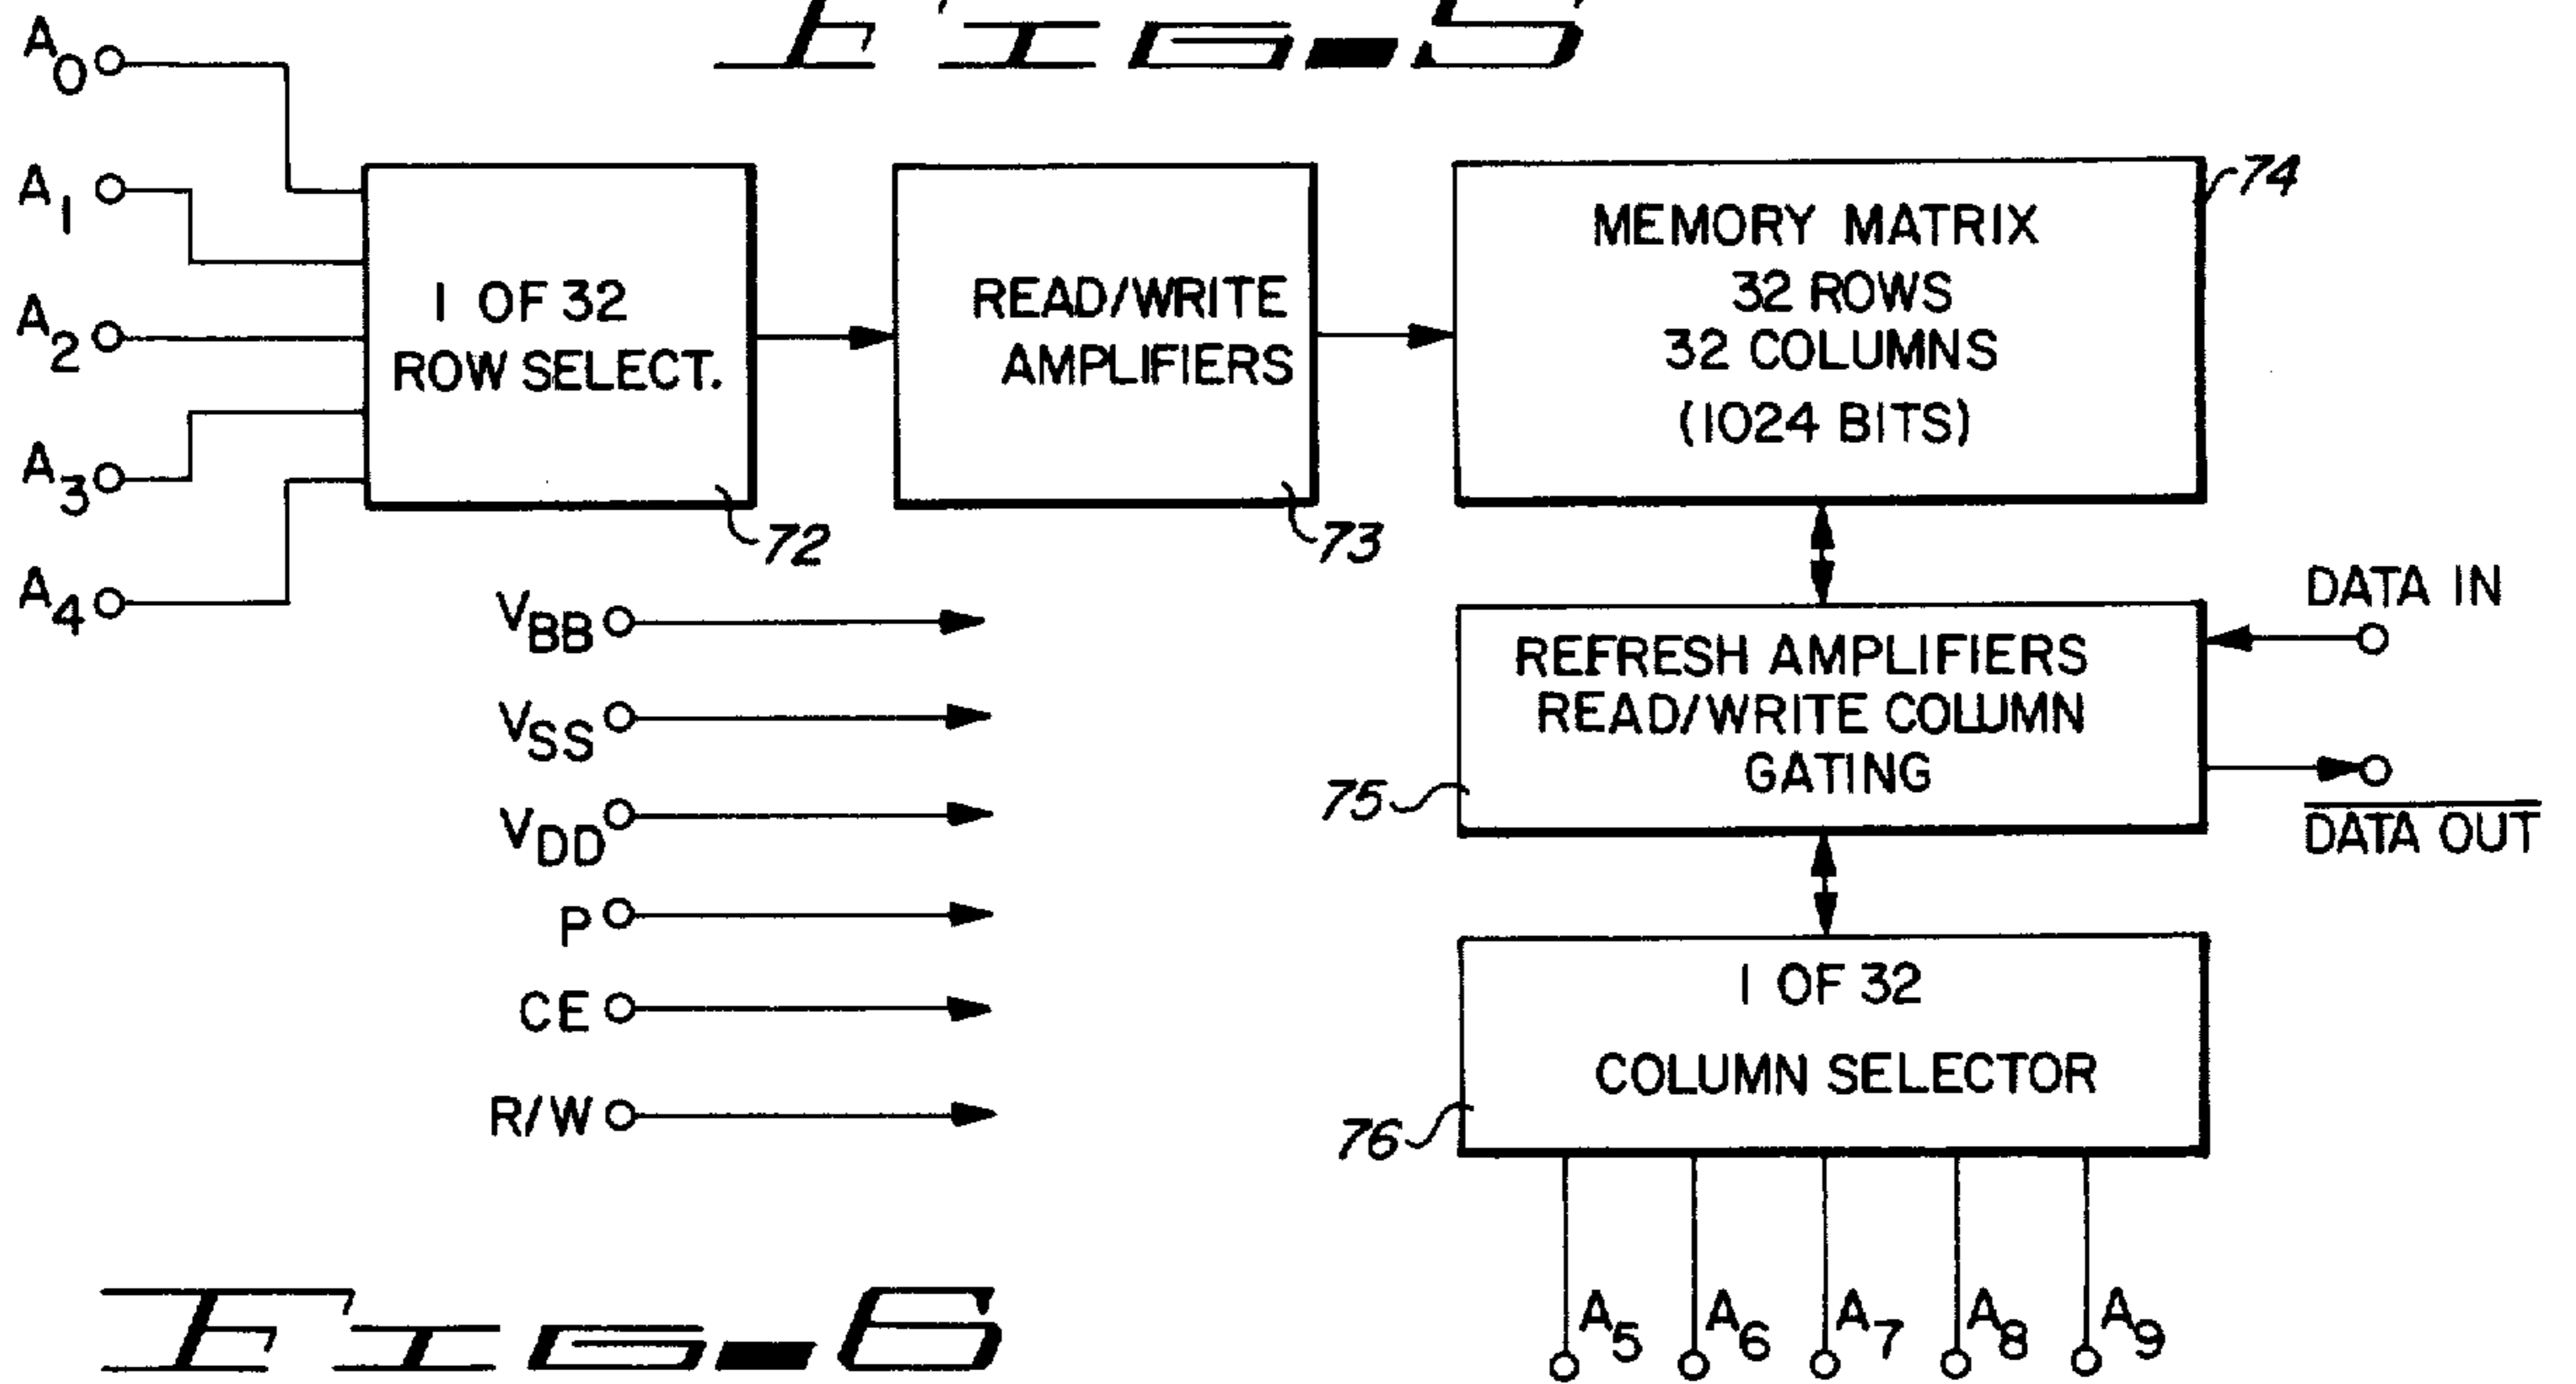 FIG-5
A0
A1
A2
A3
A4
1 OF 32
ROW SELECT.
72
READ/WRITE
AMPLIFIERS
73
MEMORY MATRIX
32 ROWS
32 COLUMNS
(1024 BITS)
74
VBB
VSS
VDD
P
CE
R/W
DATA IN
REFRESH AMPLIFIERS
READ/WRITE COLUMN
GATING
75
DATA OUT
1 OF 32
COLUMN SELECTOR
76
A5 A6 A7 A8 A9
FIG-6